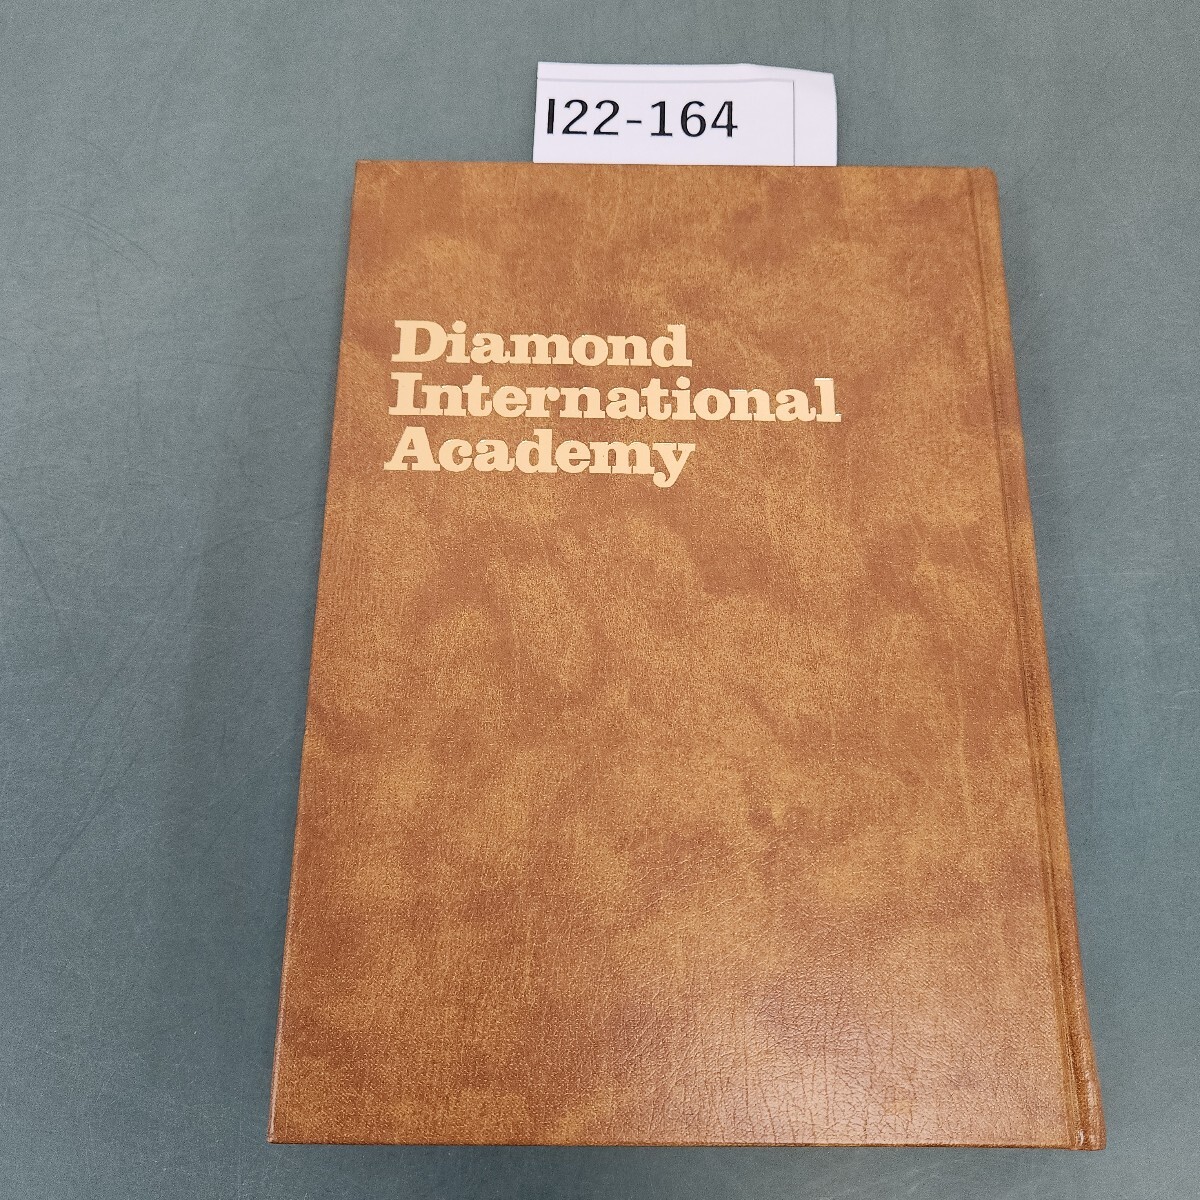 I22-164
Diamond
International
Academy